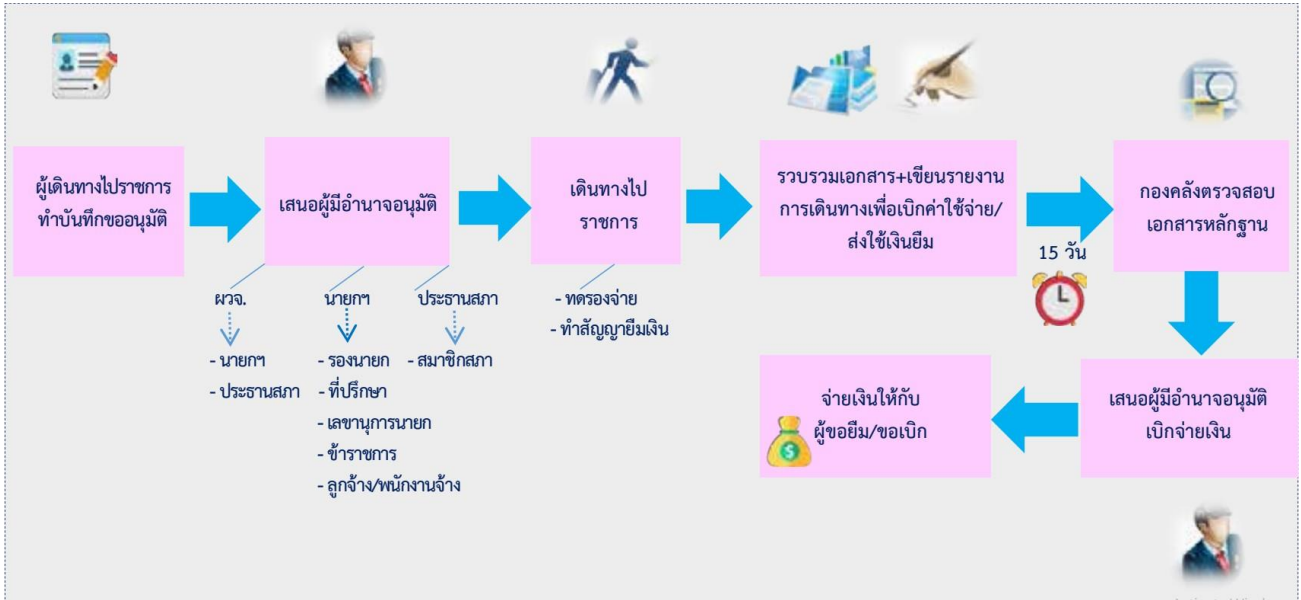 ผู้เดินทางไปราชการ
ทำบันทึกขออนุมัติ
เสนอผู้มีอำนาจอนุมัติ
เดินทางไป
ราชการ
รวบรวมเอกสาร+เขียนรายงาน
การเดินทางเพื่อเบิกค่าใช้จ่าย/
ส่งใช้เงินยืม
15 วัน
กองคลังตรวจสอบ
เอกสารหลักฐาน
ผวจ.
- นายกฯ
- ประธานสภา
นายกฯ
- รองนายก
- ที่ปรึกษา
- เลขานุการนายก
- ข้าราชการ
- ลูกจ้าง/พนักงานจ้าง
ประธานสภา
- สมาชิกสภา
- ทดรองจ่าย
- ทำสัญญายืมเงิน
เสนอผู้มีอำนาจอนุมัติ
เบิกจ่ายเงิน
จ่ายเงินให้กับ
ผู้ขอยืม/ขอเบิก